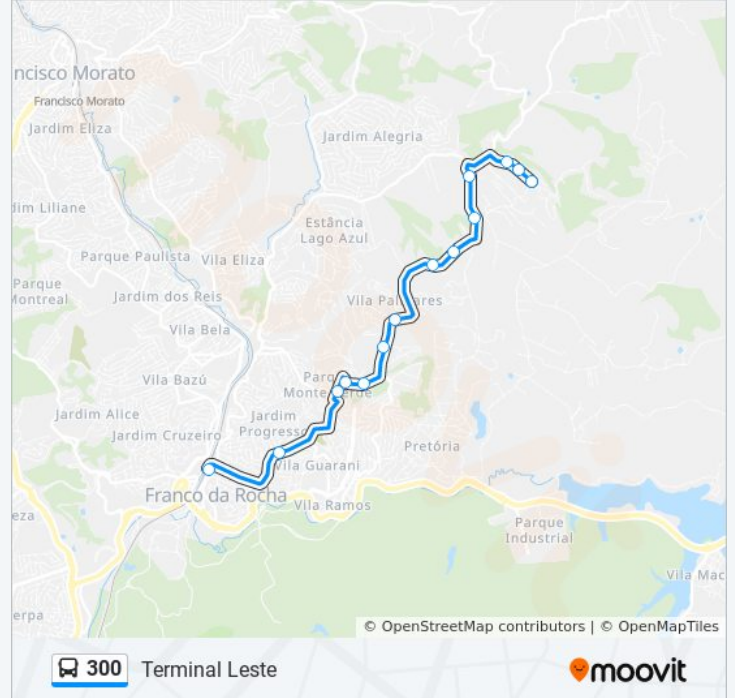 ncisco Morato
Francisco Morato
Jardim Eliza
Jardim Alegria
dim Liliane
Estância
Lago Azul
Parque Paulista
Vila Eliza
Parque
Montreal
Jardim dos Reis
Vila Palmares
Vila Bela
Vila Bazú
Parq
Monte Verde
Jardim Alice
Jardim
Progresso
Jardim Cruzeiro
Pretória
Vila Guarani
Franco da Rocha
Vila Ramos
eza
Parque
Industrial
Vila Mac
erpa
© OpenStreetMap contributors | © OpenMapTiles
300 Terminal Leste
moovit